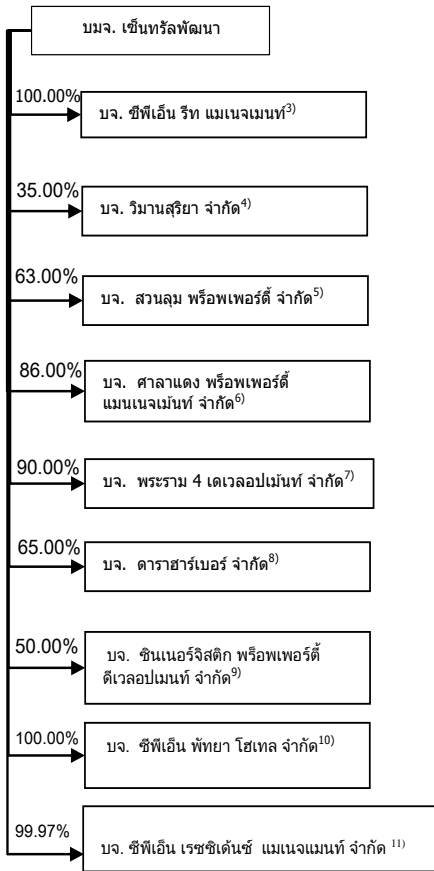 บมจ. เซ็นทรัลพัฒนา
100.00%
บจ. ซีพีเอ็น รีท แมเนจเมนท์3)
35.00%
บจ. วิมานสุริยา จำกัด4)
63.00%
บจ. สวนลุม พร็อพเพอร์ตี้ จำกัด5)
86.00%
บจ. ศาลาแดง พร็อพเพอร์ตี้
แมนเนจเม้นท์ จำกัด6)
90.00%
บจ. พระราม 4 เดเวลอปเม้นท์ จำกัด7)
65.00%
บจ. ดาราฮาร์เบอร์ จำกัด8)
50.00%
บจ. ซินเนอร์จิสติก พร็อพเพอร์ตี้
ดีเวลอปเมนท์ จำกัด9)
100.00%
บจ. ซีพีเอ็น พัทยา โฮเทล จำกัด10)
99.97%
บจ. ซีพีเอ็น เรซซิเด้นซ์ แมเนจแมนท์ จำกัด 11)